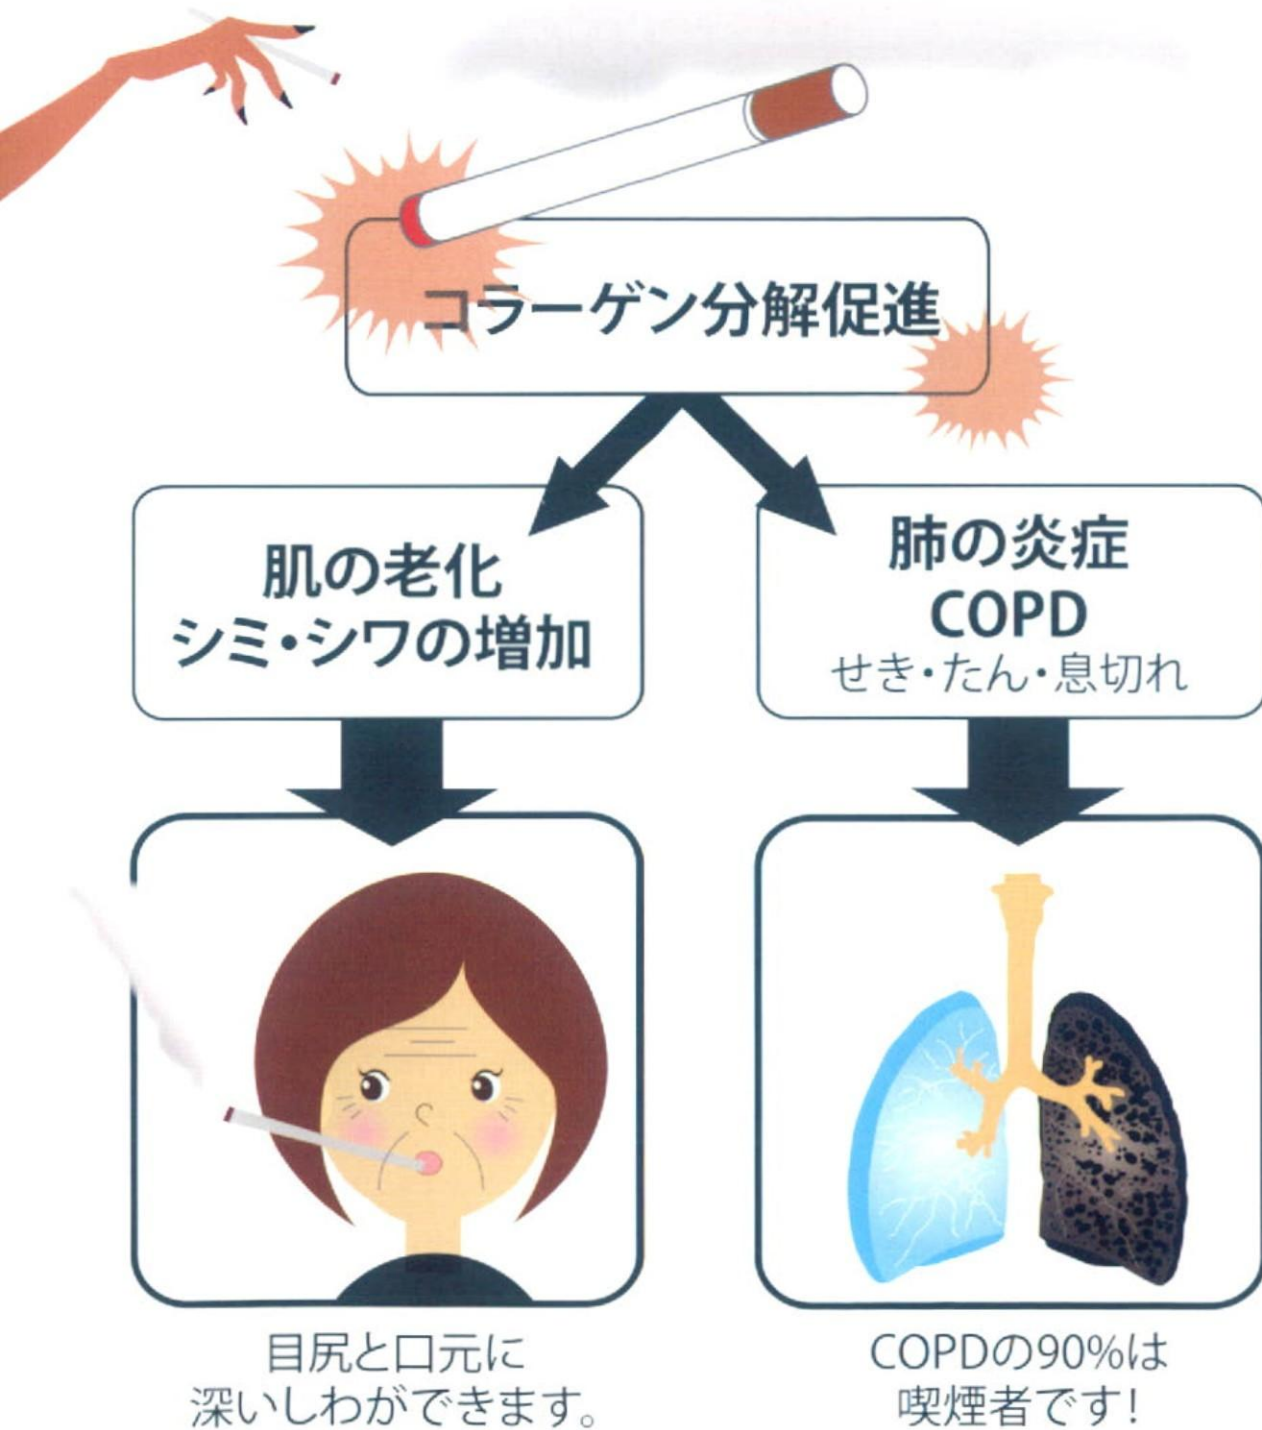 コラーゲン分解促進
肌の老化
シミ・シワの増加
肺の炎症
COPD
せき・たん・息切れ
目尻と口元に
深いしわができます。
COPDの90%は
喫煙者です!